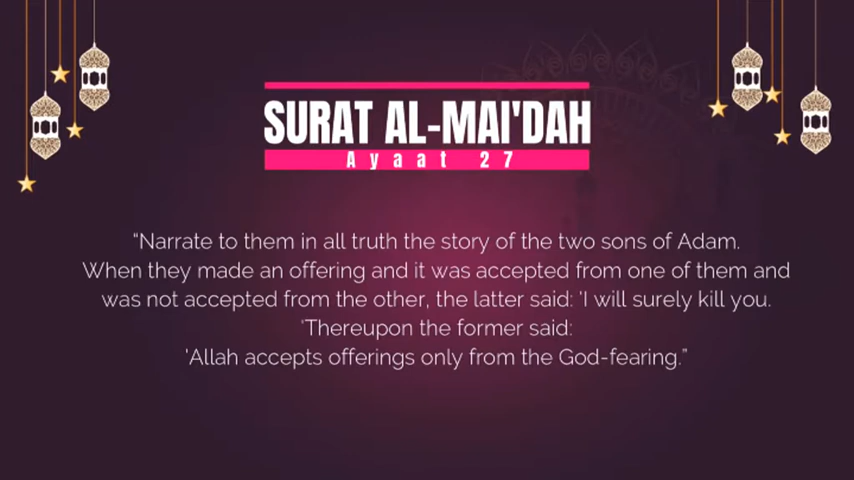 SURAT AL-MAI'DAH
Ayaat 27
“Narrate to them in all truth the story of the two sons of Adam.
When they made an offering and it was accepted from one of them and
was not accepted from the other, the latter said: 'I will surely kill you.
'Thereupon the former said:
'Allah accepts offerings only from the God-fearing.”